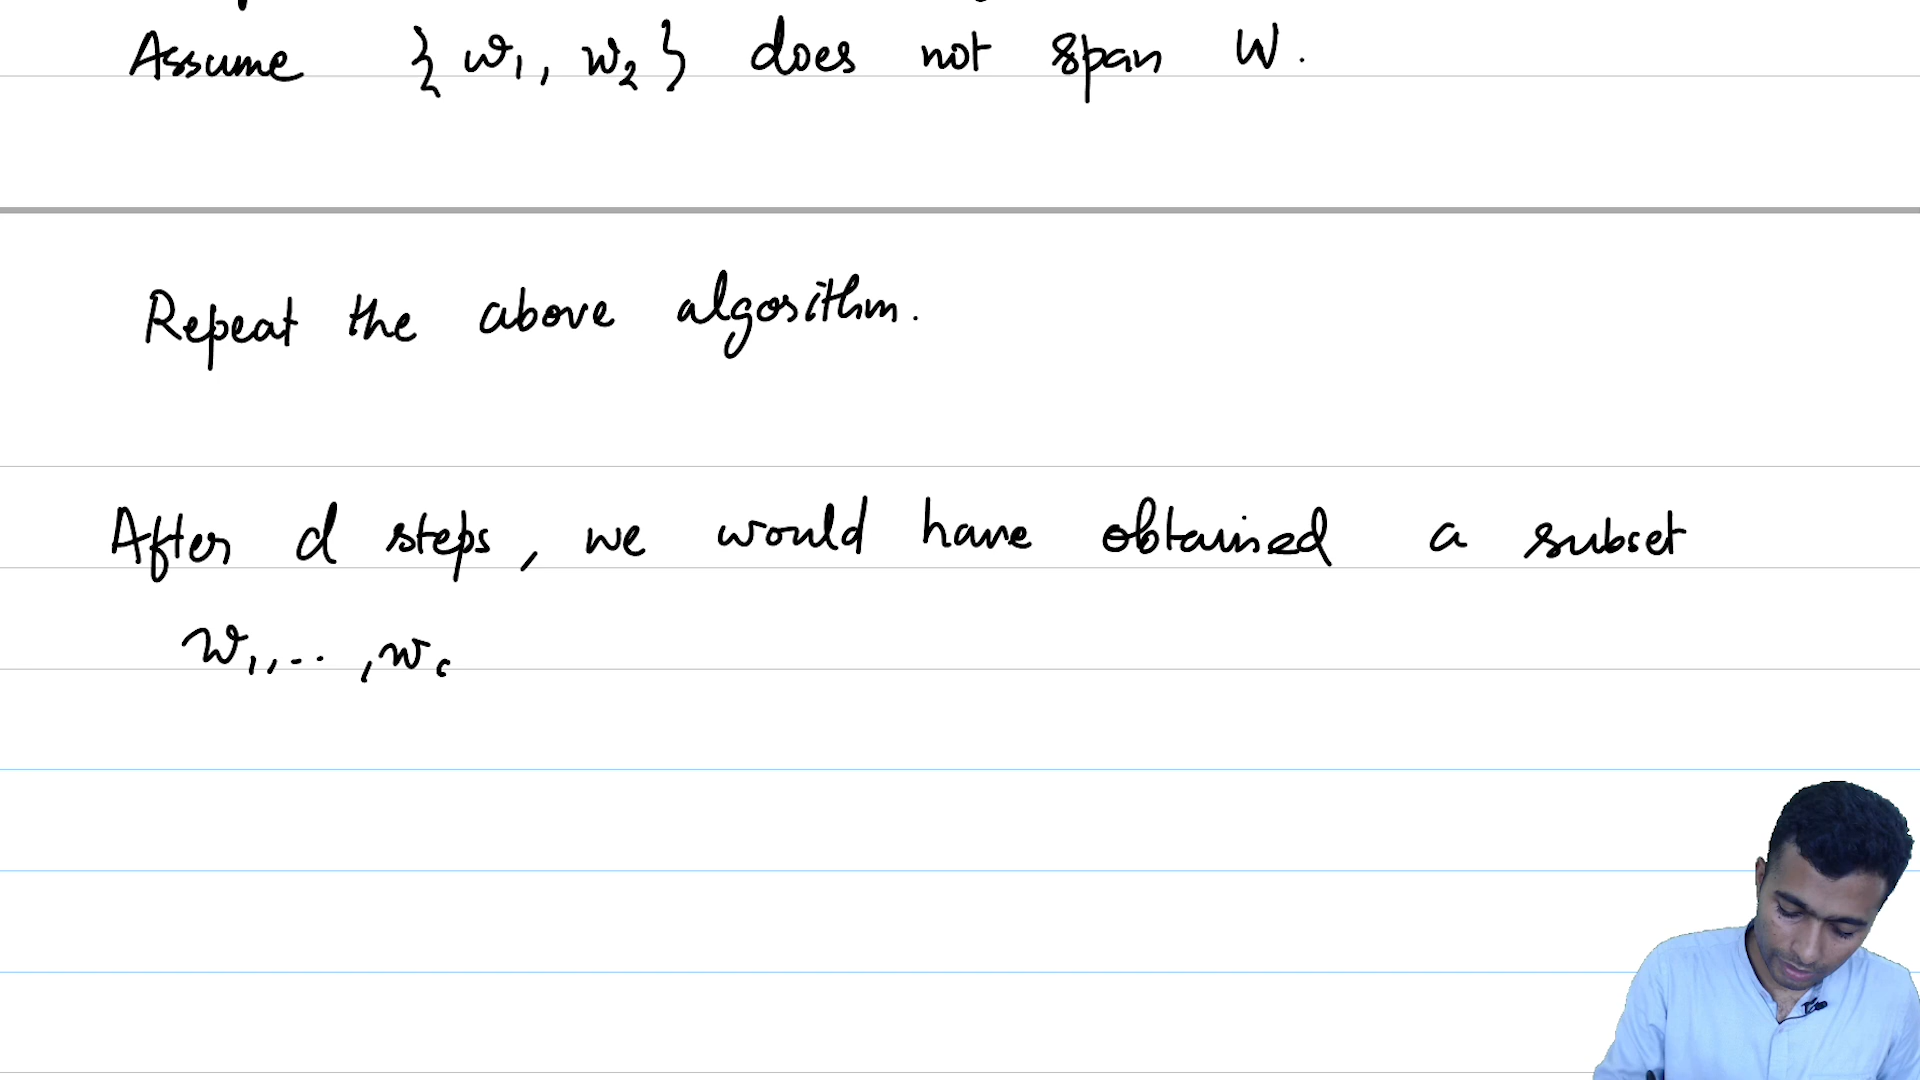 Assume { w₁, w₂ } does not span W.
Repeat the above algorithm.
After d steps, we would have obtained a subset
w₁, .. , w